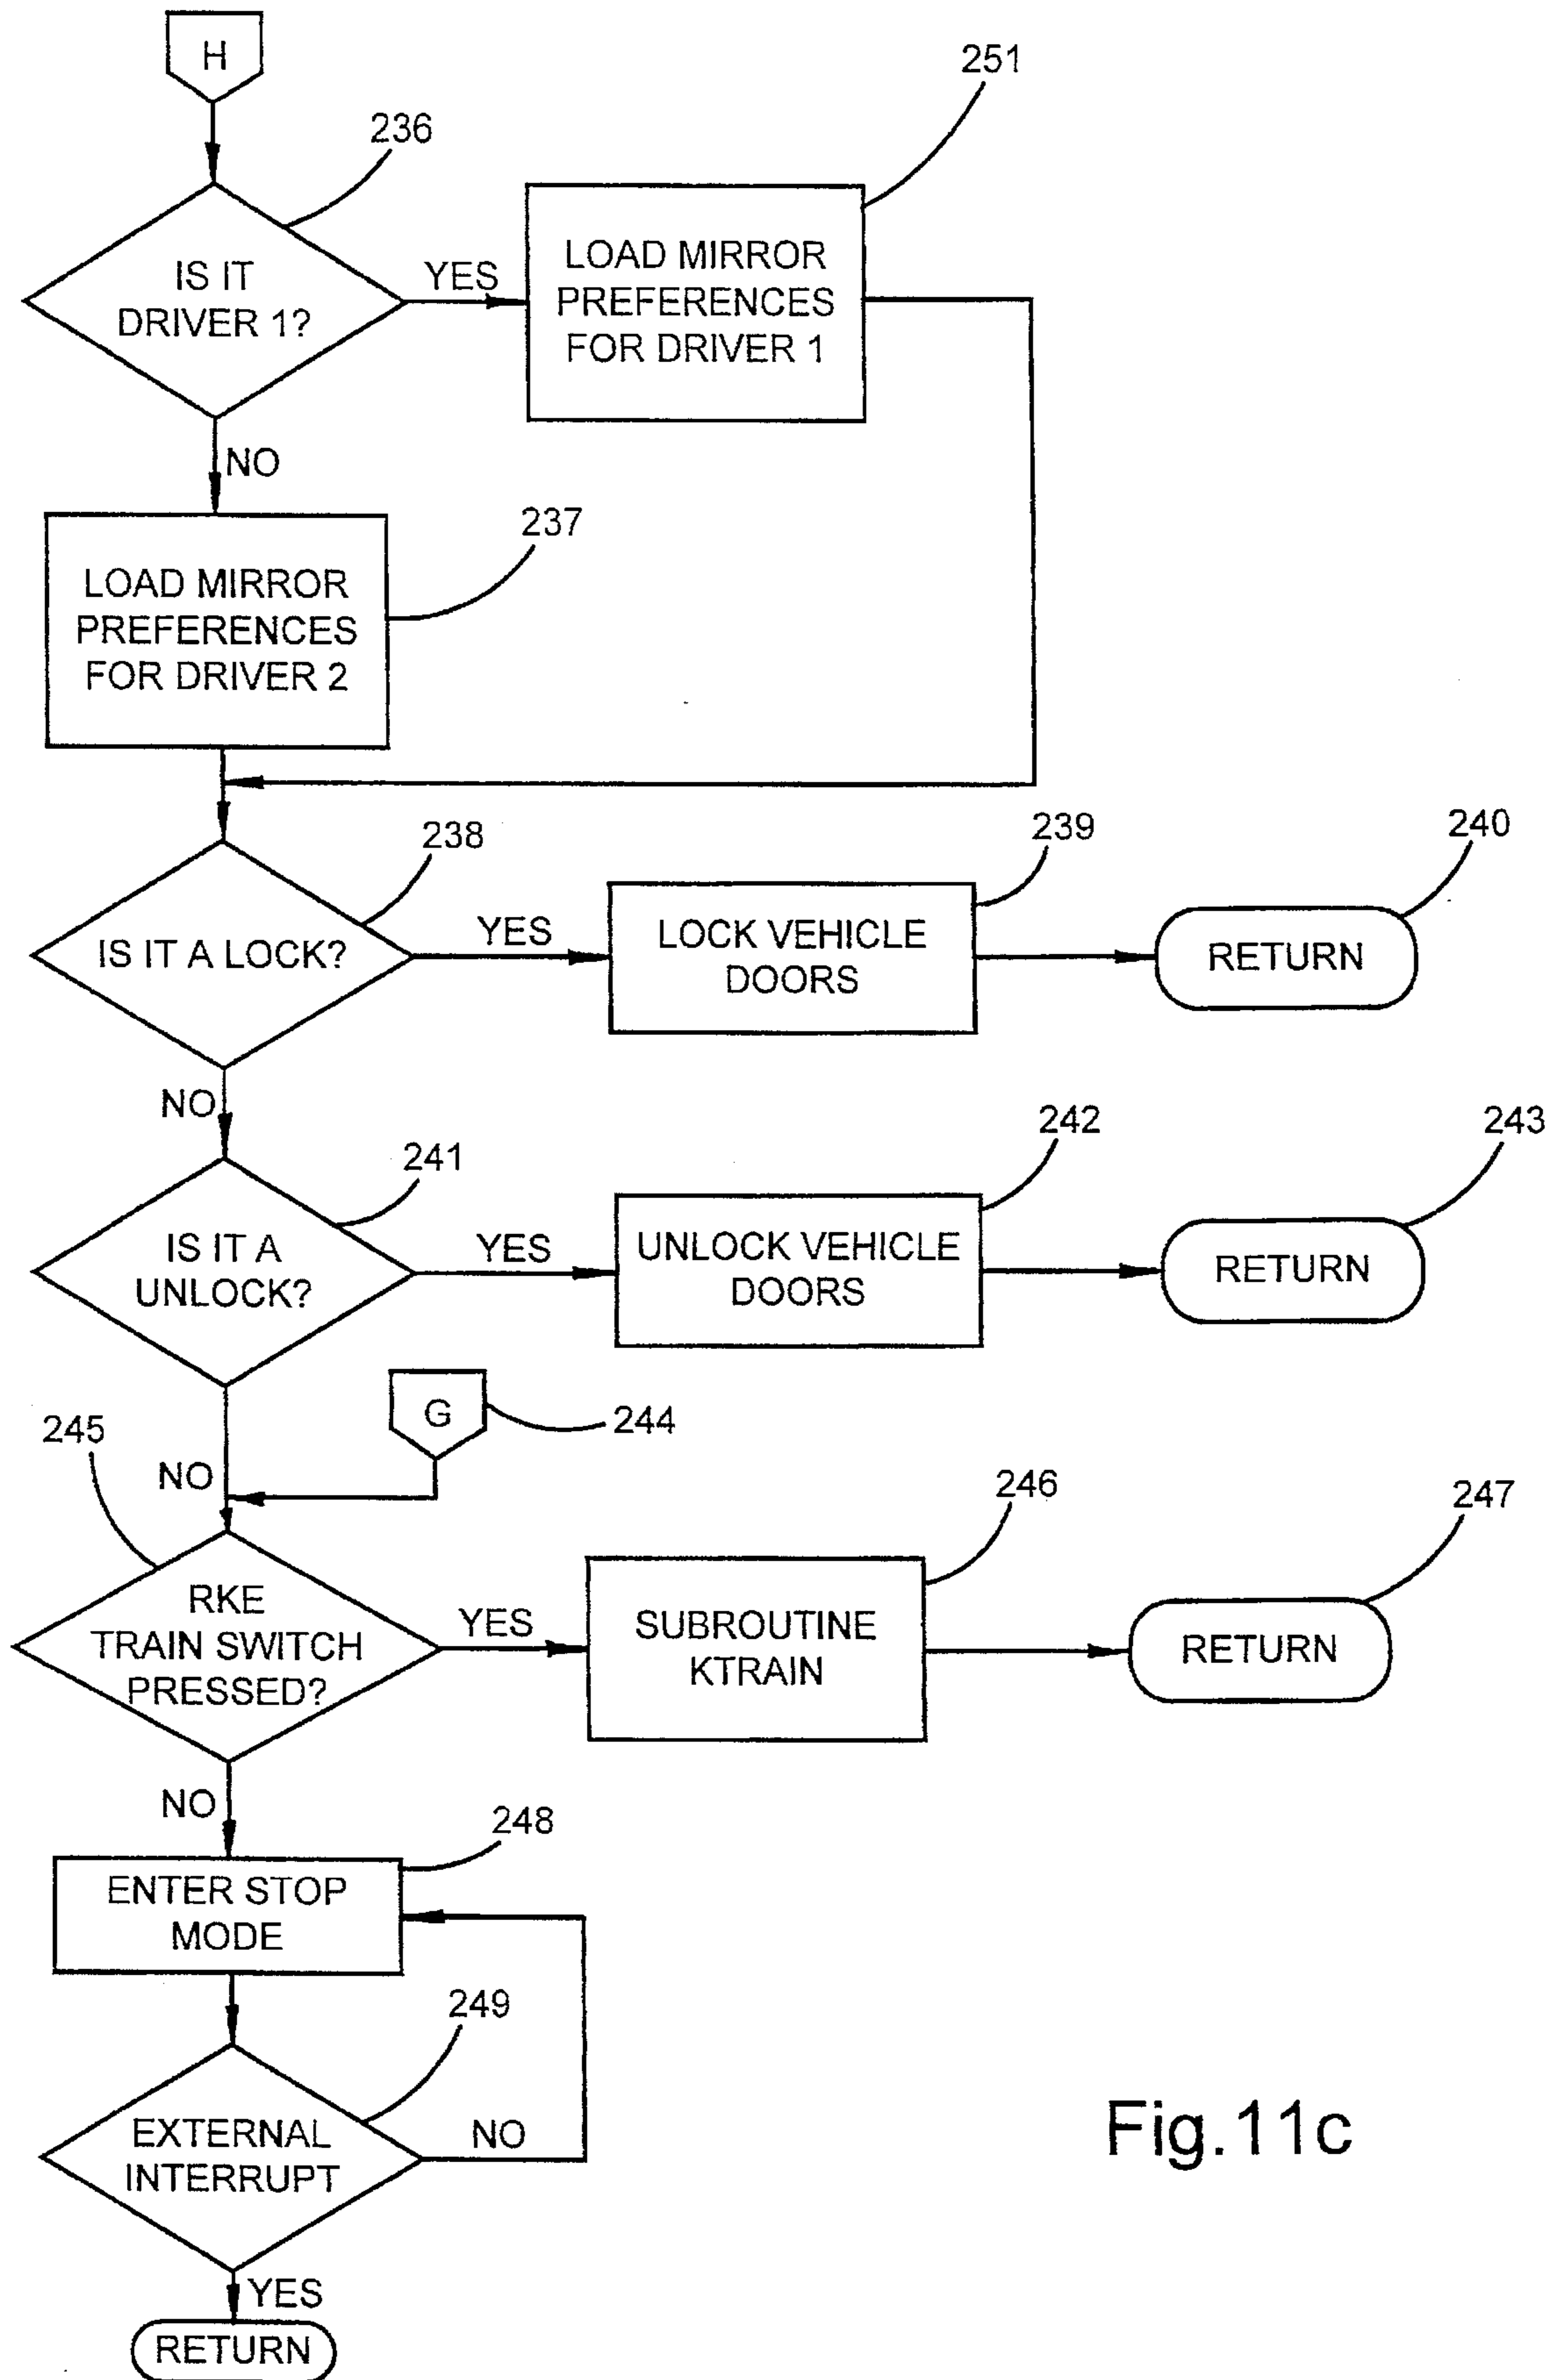 H
251
236
IS IT
DRIVER 1?
YES
LOAD MIRROR
PREFERENCES
FOR DRIVER 1
NO
237
LOAD MIRROR
PREFERENCES
FOR DRIVER 2
238
239
240
IS IT A LOCK?
YES
LOCK VEHICLE
DOORS
RETURN
NO
241
242
243
IS IT A
UNLOCK?
YES
UNLOCK VEHICLE
DOORS
RETURN
G
244
245
NO
246
247
RKE
TRAIN SWITCH
PRESSED?
YES
SUBROUTINE
KTRAIN
RETURN
NO
248
ENTER STOP
MODE
249
EXTERNAL
INTERRUPT
NO
YES
RETURN
Fig.11c